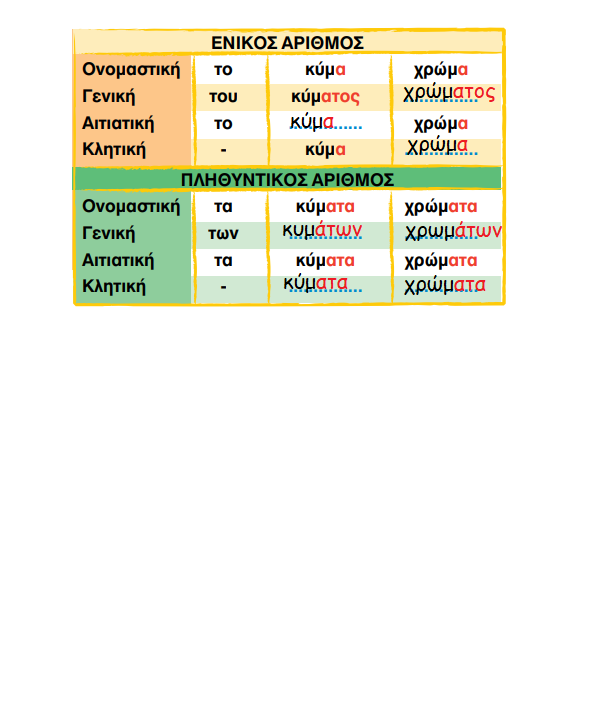 ΕΝΙΚΟΣ ΑΡΙΘΜΟΣ
Ονομαστική το κύμα χρώμα
Γενική του κύματος χρώματος
Αιτιατική το κύμα χρώμα
Κλητική - κύμα χρώμα
ΠΛΗΘΥΝΤΙΚΟΣ ΑΡΙΘΜΟΣ
Ονομαστική τα κύματα χρώματα
Γενική των κυμάτων χρωμάτων
Αιτιατική τα κύματα χρώματα
Κλητική - κύματα χρώματα